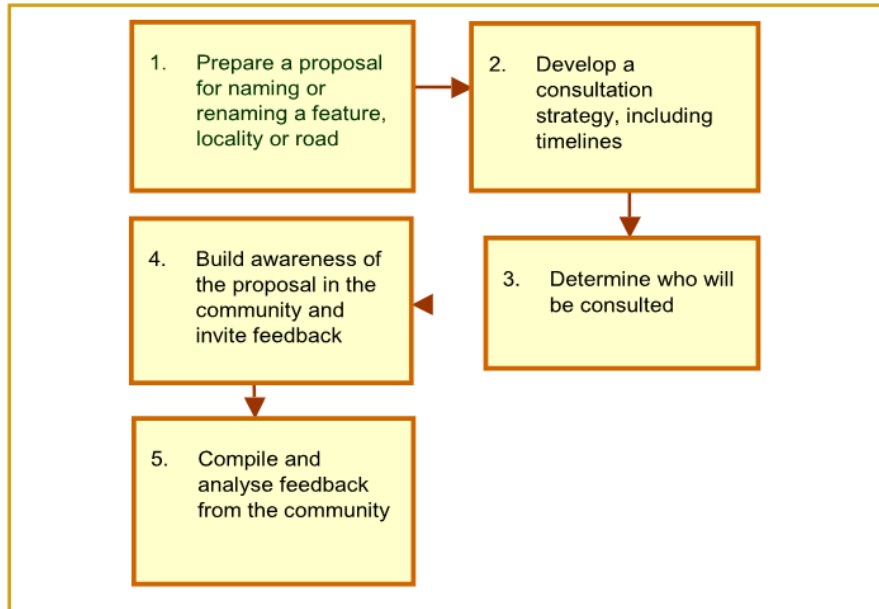 1. Prepare a proposal
for naming or
renaming a feature,
locality or road
2. Develop a
consultation
strategy, including
timelines
3. Determine who will
be consulted
4. Build awareness of
the proposal in the
community and
invite feedback
5. Compile and
analyse feedback
from the community